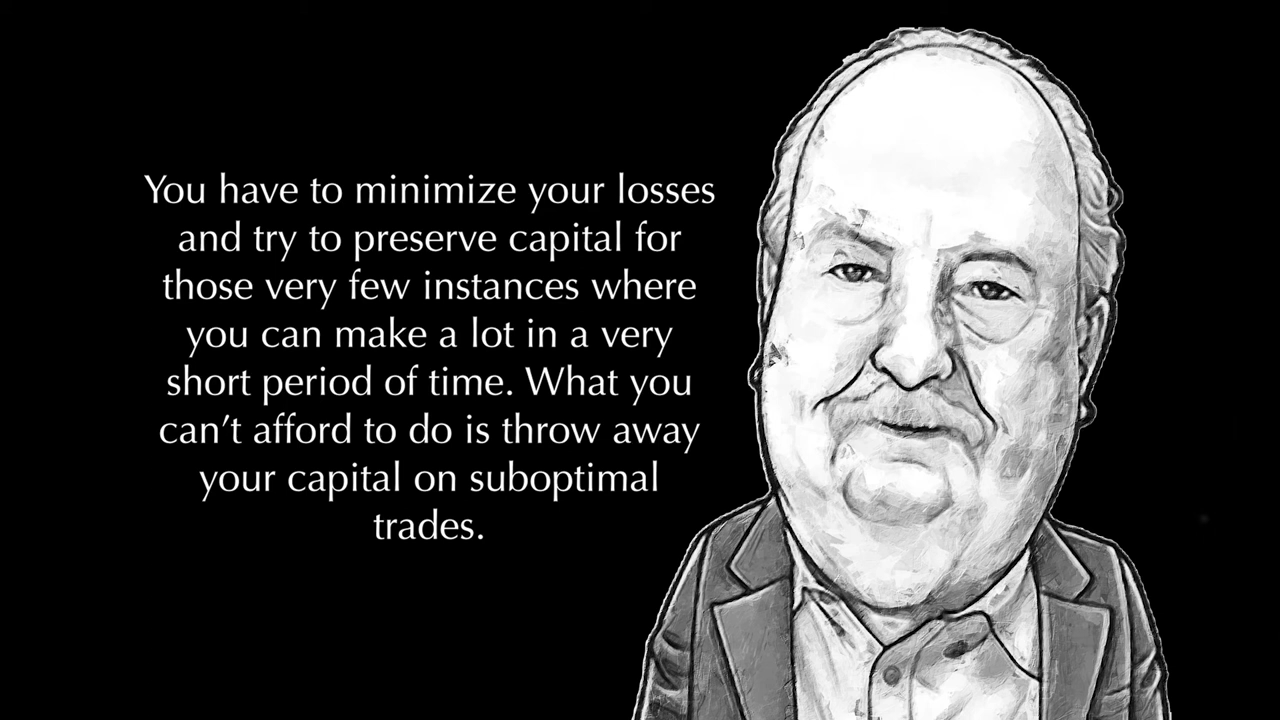 You have to minimize your losses
and try to preserve capital for
those very few instances where
you can make a lot in a very
short period of time. What you
can’t afford to do is throw away
your capital on suboptimal
trades.